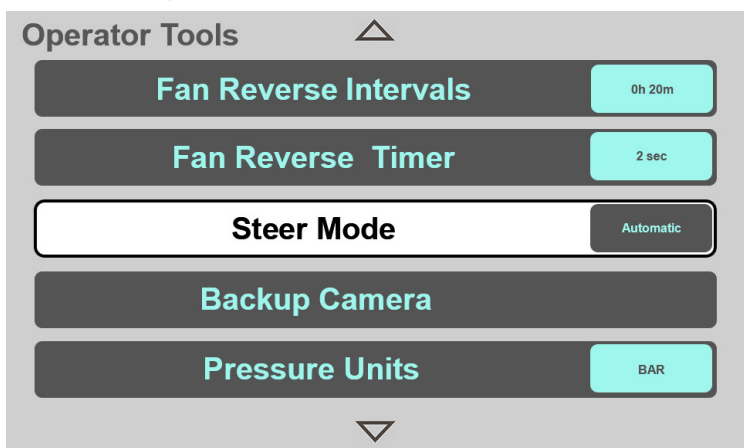 Operator Tools
Fan Reverse Intervals 0h 20m
Fan Reverse Timer 2 sec
Steer Mode Automatic
Backup Camera
Pressure Units BAR